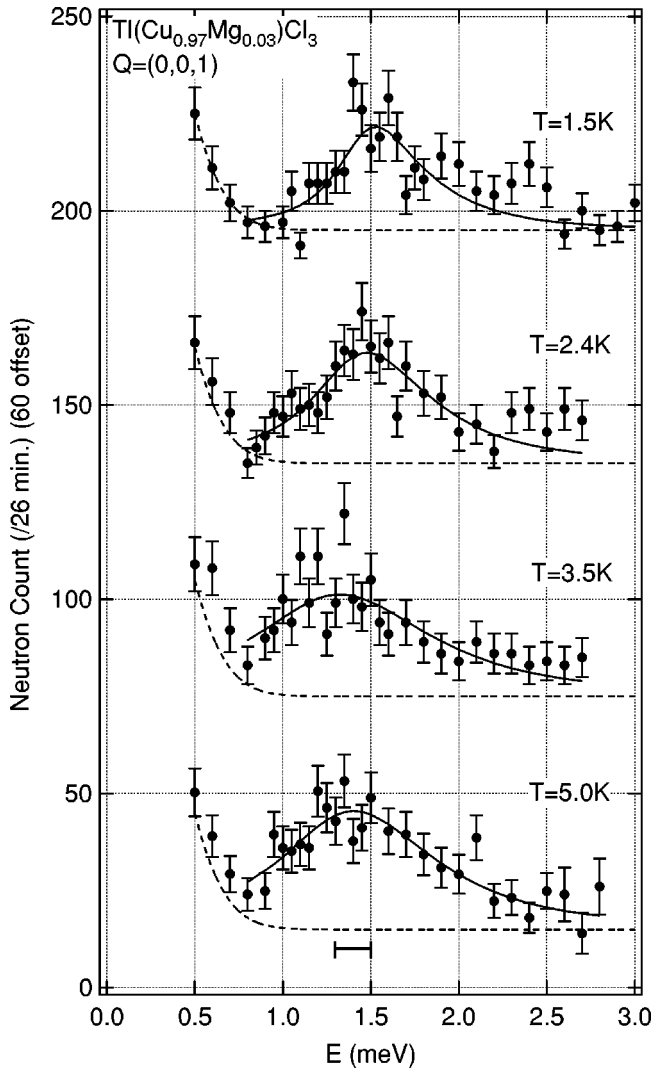 Tl(Cu0.97Mg0.03)Cl3
Q=(0,0,1)
T=1.5K
T=2.4K
T=3.5K
T=5.0K
Neutron Count (/26 min.) (60 offset)
250
200
150
100
50
0
0.0 0.5 1.0 1.5 2.0 2.5 3.0
E (meV)